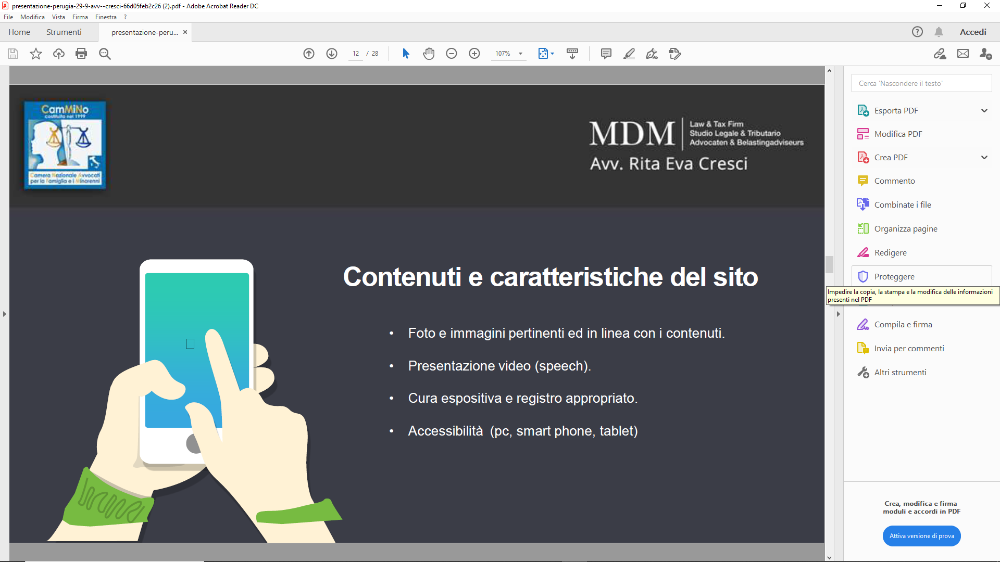 presentazione-perugia-29-9-avv--cresci-66d05feb2c26 (2).pdf - Adobe Acrobat Reader DC
File Modifica Vista Firma Finestra ?
Home Strumenti presentazione-peru... Accedi
12 / 28 107%
Cerca 'Nascondere il testo'
CamMiNo
costituita nel 1999
Camera Nazionale Avvocati
per la Famiglia e i Minorenni
MDM
Law & Tax Firm
Studio Legale & Tributario
Advocaten & Belastingadviseurs
Avv. Rita Eva Cresci
Contenuti e caratteristiche del sito
• Foto e immagini pertinenti ed in linea con i contenuti.
• Presentazione video (speech).
• Cura espositiva e registro appropriato.
• Accessibilità (pc, smart phone, tablet)
Esporta PDF
Modifica PDF
Crea PDF
Commento
Combinate i file
Organizza pagine
Redigere
Proteggere
Impedire la copia, la stampa e la modifica delle informazioni
presenti nel PDF
Compila e firma
Invia per commenti
Altri strumenti
Crea, modifica e firma
moduli e accordi in PDF
Attiva versione di prova